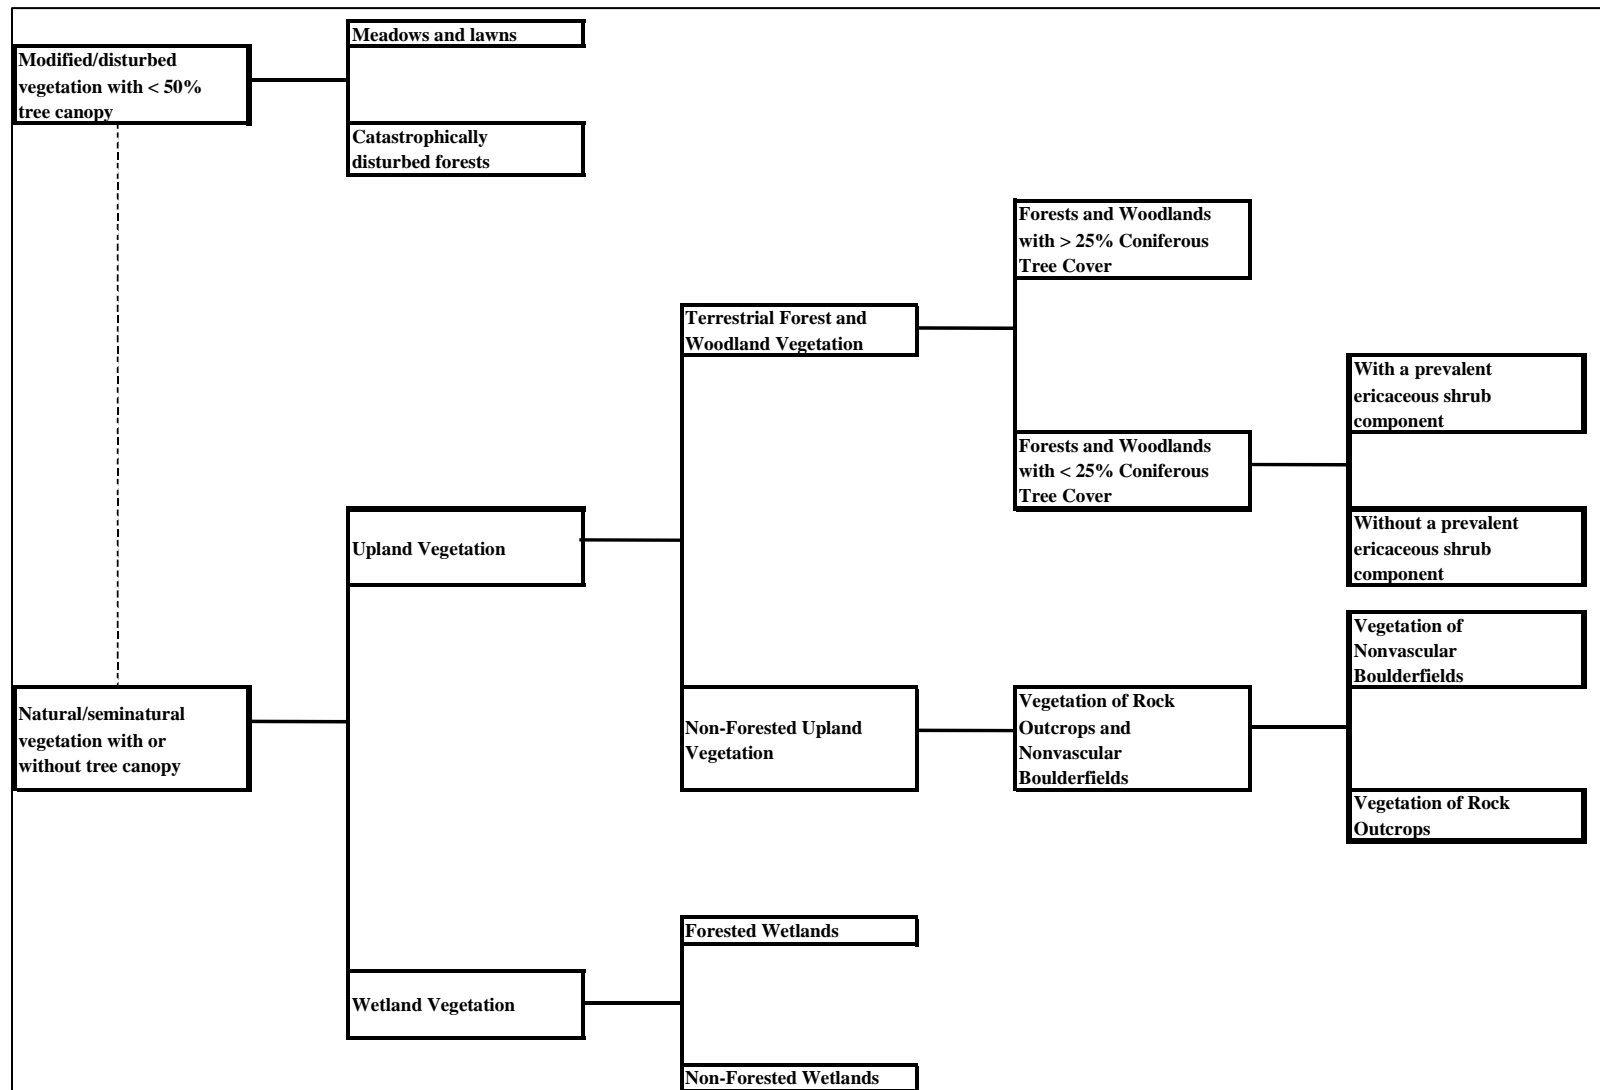 Meadows and lawns
Modified/disturbed
vegetation with < 50%
tree canopy
Catastrophically
disturbed forests
Forests and Woodlands
with > 25% Coniferous
Tree Cover
Terrestrial Forest and
Woodland Vegetation
With a prevalent
ericaceous shrub
component
Forests and Woodlands
with < 25% Coniferous
Tree Cover
Upland Vegetation
Without a prevalent
ericaceous shrub
component
Vegetation of
Nonvascular
Boulderfields
Natural/seminatural
vegetation with or
without tree canopy
Non-Forested Upland
Vegetation
Vegetation of Rock
Outcrops and
Nonvascular
Boulderfields
Vegetation of Rock
Outcrops
Forested Wetlands
Wetland Vegetation
Non-Forested Wetlands